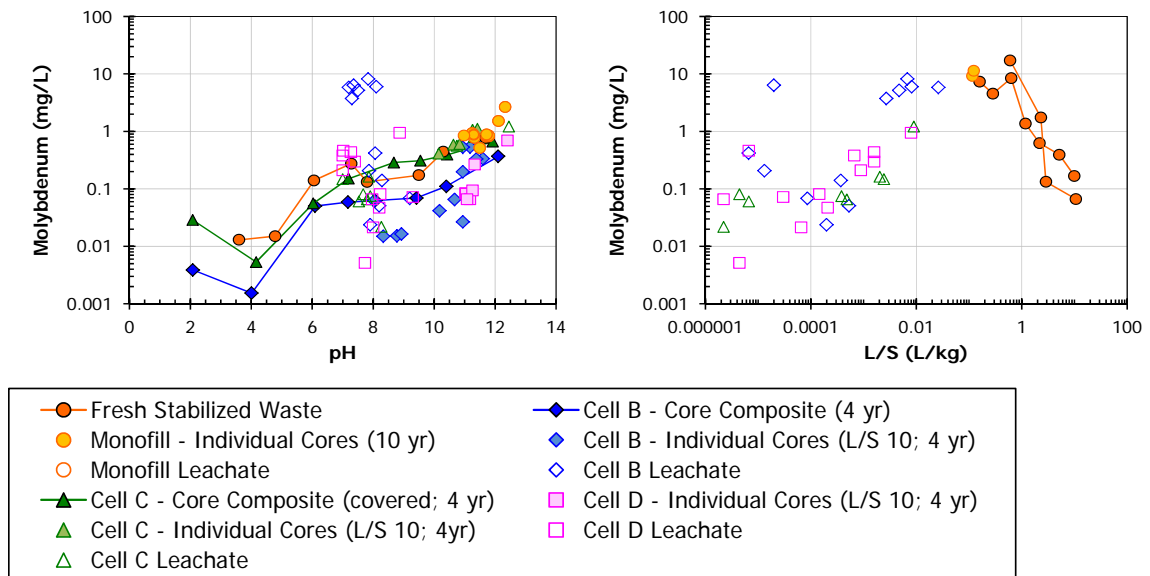 100
10
1
0.1
0.01
0.001
Molybdenum (mg/L)
0 2 4 6 8 10 12 14
pH
100
10
1
0.1
0.01
0.001
Molybdenum (mg/L)
0.000001 0.0001 0.01 1 100
L/S (L/kg)
Fresh Stabilized Waste
Monofill - Individual Cores (10 yr)
Monofill Leachate
Cell C - Core Composite (covered; 4 yr)
Cell C - Individual Cores (L/S 10; 4yr)
Cell C Leachate
Cell B - Core Composite (4 yr)
Cell B - Individual Cores (L/S 10; 4 yr)
Cell B Leachate
Cell D - Individual Cores (L/S 10; 4 yr)
Cell D Leachate